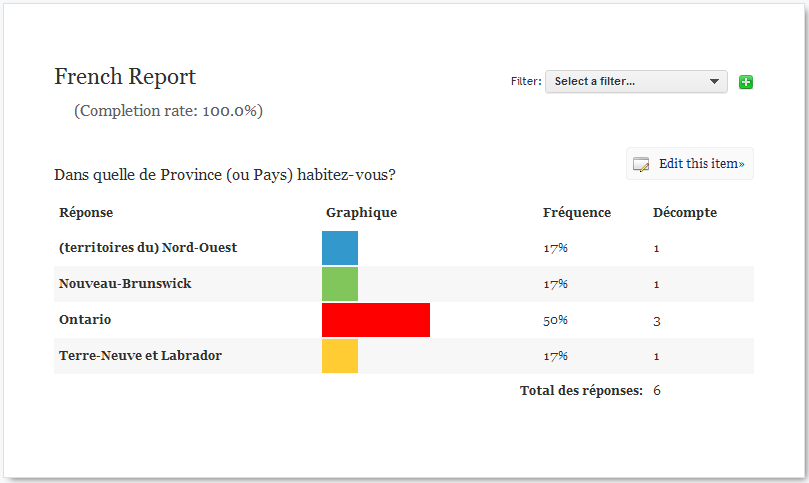 French Report
Filter: Select a filter...
(Completion rate: 100.0%)
Edit this item»
Dans quelle de Province (ou Pays) habitez-vous?
Réponse Graphique Fréquence Décompte
(territoires du) Nord-Ouest 17% 1
Nouveau-Brunswick 17% 1
Ontario 50% 3
Terre-Neuve et Labrador 17% 1
Total des réponses: 6